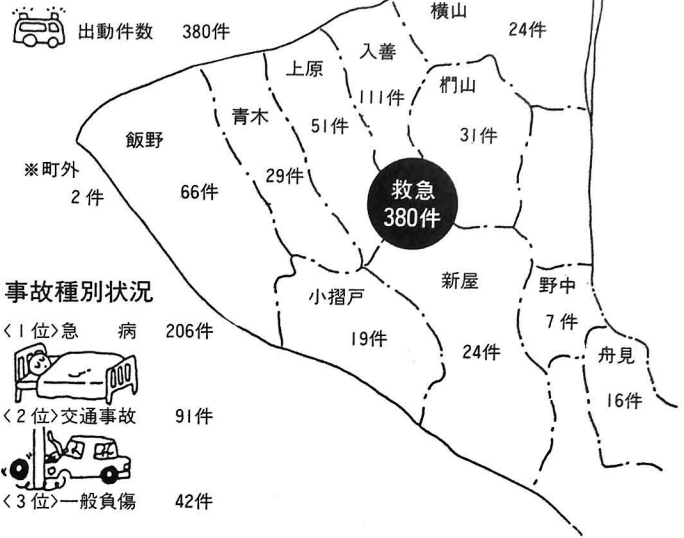 出動件数 380件
横山
24件
入善
111件
上原
51件
椚山
31件
青木
29件
飯野
66件
※町外
2件
救急
380件
小摺戸
19件
新屋
24件
野中
7件
舟見
16件
事故種別状況
〈1位〉急 病 206件
〈2位〉交通事故 91件
〈3位〉一般負傷 42件